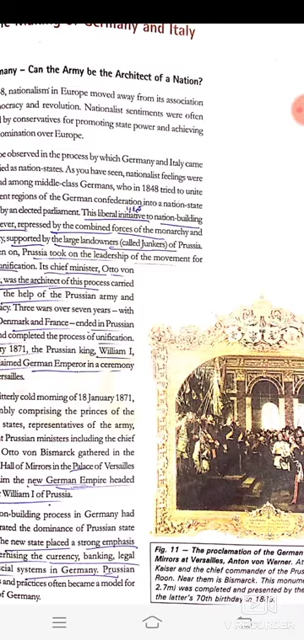 Making of Germany and Italy
any – Can the Army be the Architect of a Nation?
8, nationalism in Europe moved away from its association
ocracy and revolution. Nationalist sentiments were often
by conservatives for promoting state power and achieving
omination over Europe.
be observed in the process by which Germany and Italy came
ied as nation-states. As you have seen, nationalist feelings were
ad among middle-class Germans, who in 1848 tried to unite
ent regions of the German confederation into a nation-state
by an elected parliament. This liberal initiative to nation-building
ever, repressed by the combined forces of the monarchy and
y, supported by the large landowners (called Junkers) of Prussia.
en on, Prussia took on the leadership of the movement for
unification. Its chief minister, Otto von
, was the architect of this process carried
the help of the Prussian army and
acy. Three wars over seven years – with
Denmark and France – ended in Prussian
nd completed the process of unification.
ry 1871, the Prussian king, William I,
aimed German Emperor in a ceremony
ersailles.
itterly cold morning of 18 January 1871,
mbly comprising the princes of the
states, representatives of the army,
t Prussian ministers including the chief
Otto von Bismarck gathered in the
Hall of Mirrors in the Palace of Versailles
im the new German Empire headed
William I of Prussia.
on-building process in Germany had
rated the dominance of Prussian state
he new state placed a strong emphasis
ernising the currency, banking, legal
cial systems in Germany. Prussian
s and practices often became a model for
of Germany.
Fig. 11 – The proclamation of the German
Mirrors at Versailles, Anton von Werner. At
Kaiser and the chief commander of the Prus
Roon. Near them is Bismarck. This monume
2.7m) was completed and presented by the
the latter's 70th birthday in
RECORDER